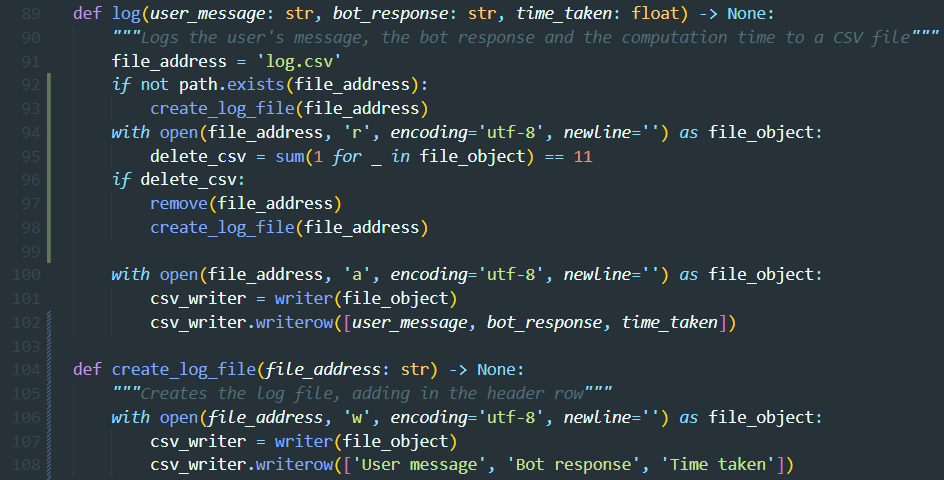 89 def log(user_message: str, bot_response: str, time_taken: float) -> None:
90 """Logs the user's message, the bot response and the computation time to a CSV file"""
91 file_address = 'log.csv'
92 if not path.exists(file_address):
93 create_log_file(file_address)
94 with open(file_address, 'r', encoding='utf-8', newline='') as file_object:
95 delete_csv = sum(1 for _ in file_object) == 11
96 if delete_csv:
97 remove(file_address)
98 create_log_file(file_address)
99
100 with open(file_address, 'a', encoding='utf-8', newline='') as file_object:
101 csv_writer = writer(file_object)
102 csv_writer.writerow([user_message, bot_response, time_taken])
103
104 def create_log_file(file_address: str) -> None:
105 """Creates the log file, adding in the header row"""
106 with open(file_address, 'w', encoding='utf-8', newline='') as file_object:
107 csv_writer = writer(file_object)
108 csv_writer.writerow(['User message', 'Bot response', 'Time taken'])